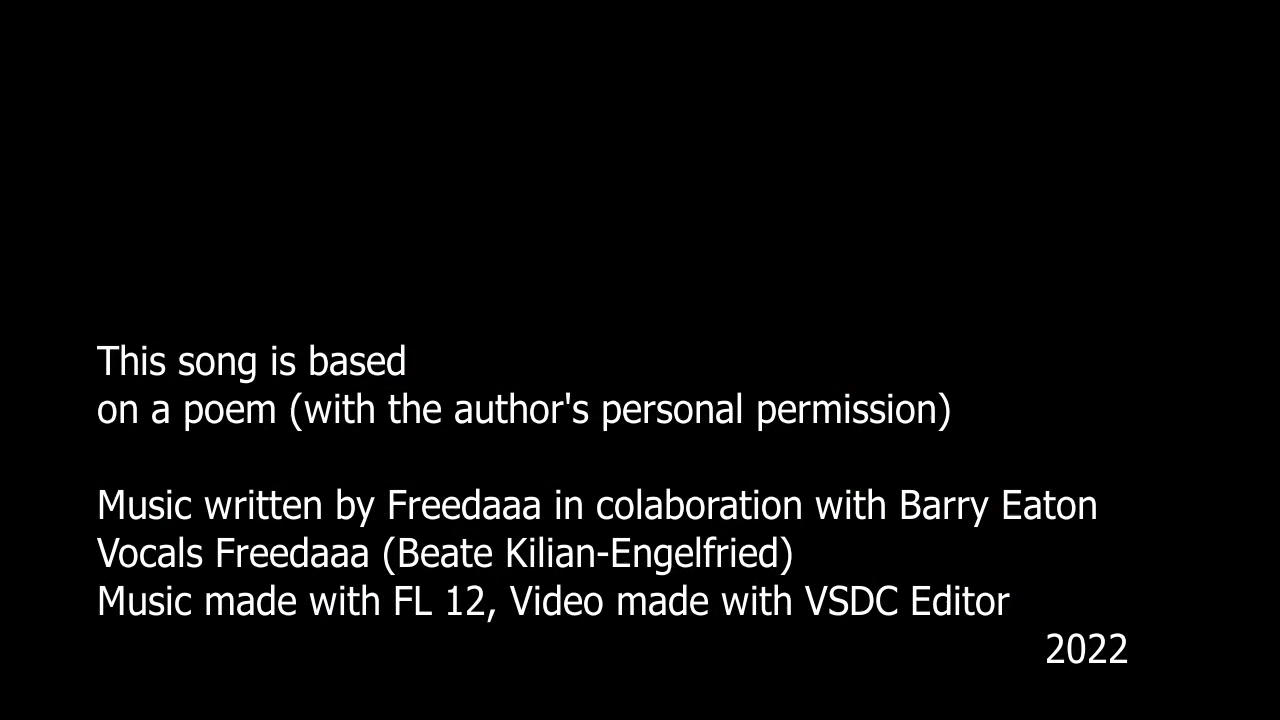 This song is based
on a poem (with the author's personal permission)
Music written by Freedaaa in colaboration with Barry Eaton
Vocals Freedaaa (Beate Kilian-Engelfried)
Music made with FL 12, Video made with VSDC Editor
2022